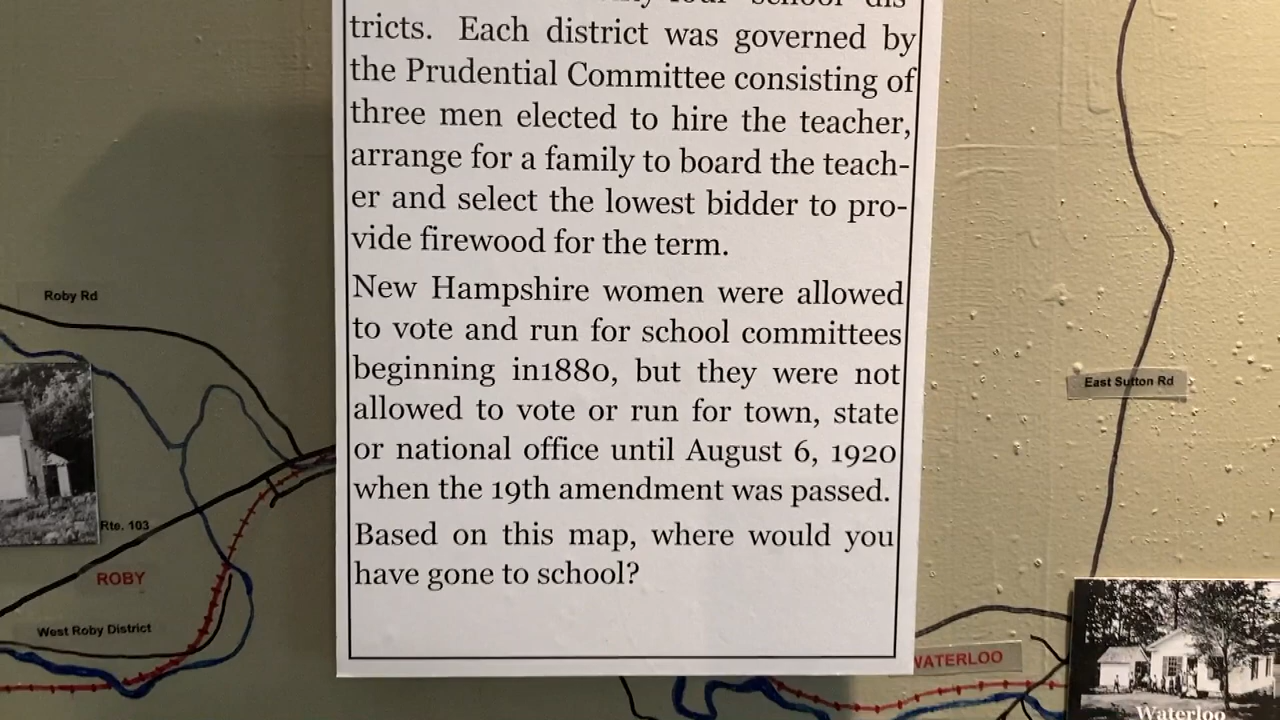 tricts. Each district was governed by
the Prudential Committee consisting of
three men elected to hire the teacher,
arrange for a family to board the teach-
er and select the lowest bidder to pro-
vide firewood for the term.
New Hampshire women were allowed
to vote and run for school committees
beginning in1880, but they were not
allowed to vote or run for town, state
or national office until August 6, 1920
when the 19th amendment was passed.
Based on this map, where would you
have gone to school?
Roby Rd
Rte. 103
ROBY
West Roby District
East Sutton Rd
WATERLOO
Waterloo